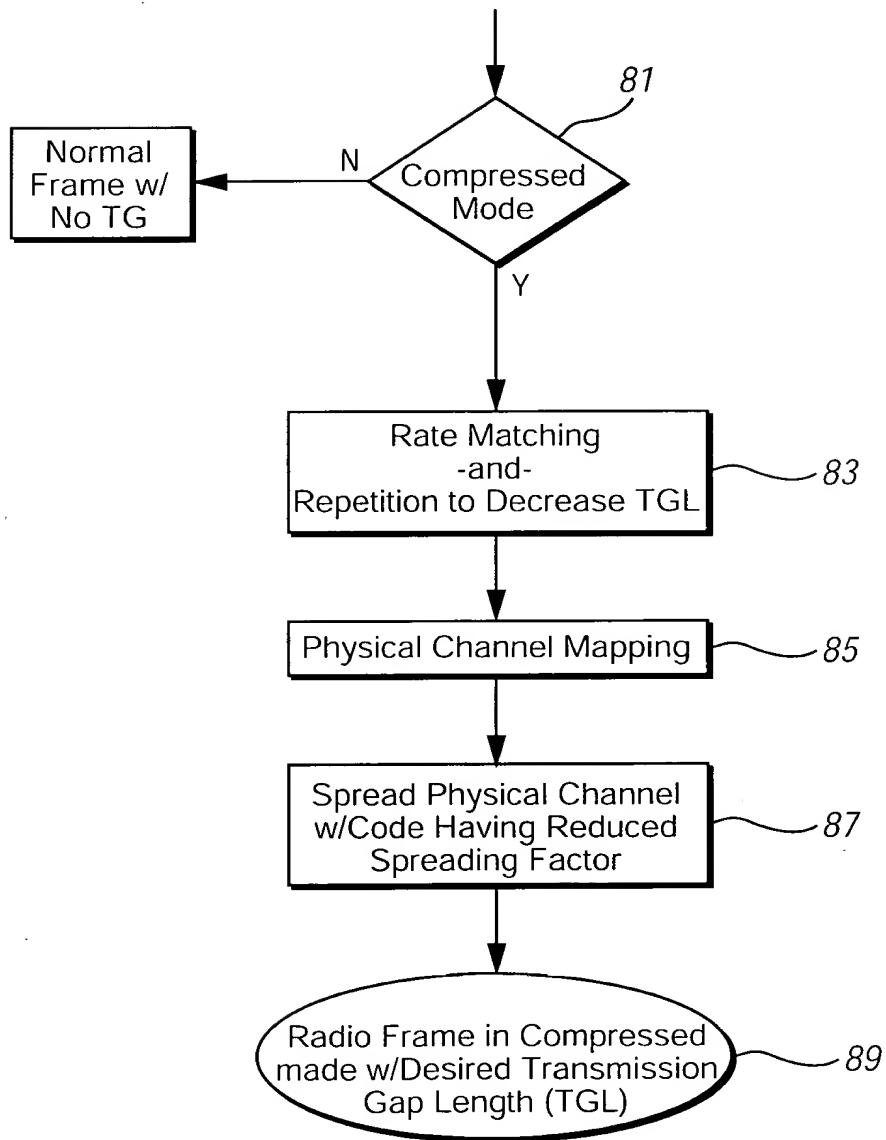 81
Normal
Frame w/
No TG
N
Compressed
Mode
Y
Rate Matching
-and-
Repetition to Decrease TGL
83
Physical Channel Mapping
85
Spread Physical Channel
w/Code Having Reduced
Spreading Factor
87
Radio Frame in Compressed
made w/Desired Transmission
Gap Length (TGL)
89